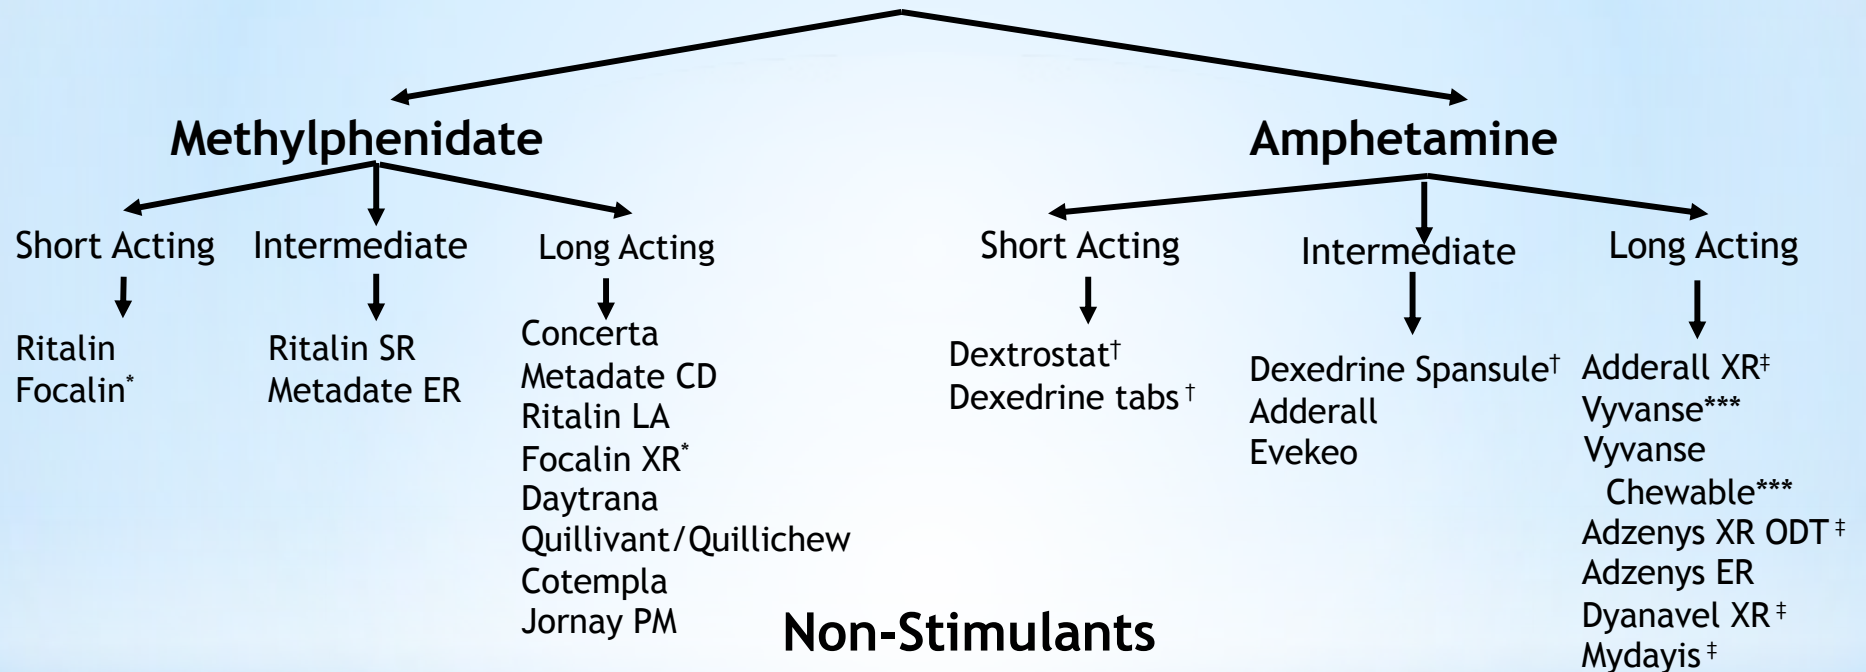 Methylphenidate
Short Acting
Ritalin
Focalin*
Intermediate
Ritalin SR
Metadate ER
Long Acting
Concerta
Metadate CD
Ritalin LA
Focalin XR*
Daytrana
Quillivant/Quillichew
Cotempla
Jornay PM
Amphetamine
Short Acting
Dextrostat†
Dexedrine tabs †
Intermediate
Dexedrine Spansule†
Adderall
Evekeo
Long Acting
Adderall XR‡
Vyvanse***
Vyvanse
Chewable***
Adzenys XR ODT ‡
Adzenys ER
Dyanavel XR ‡
Mydayis ‡
Non-Stimulants